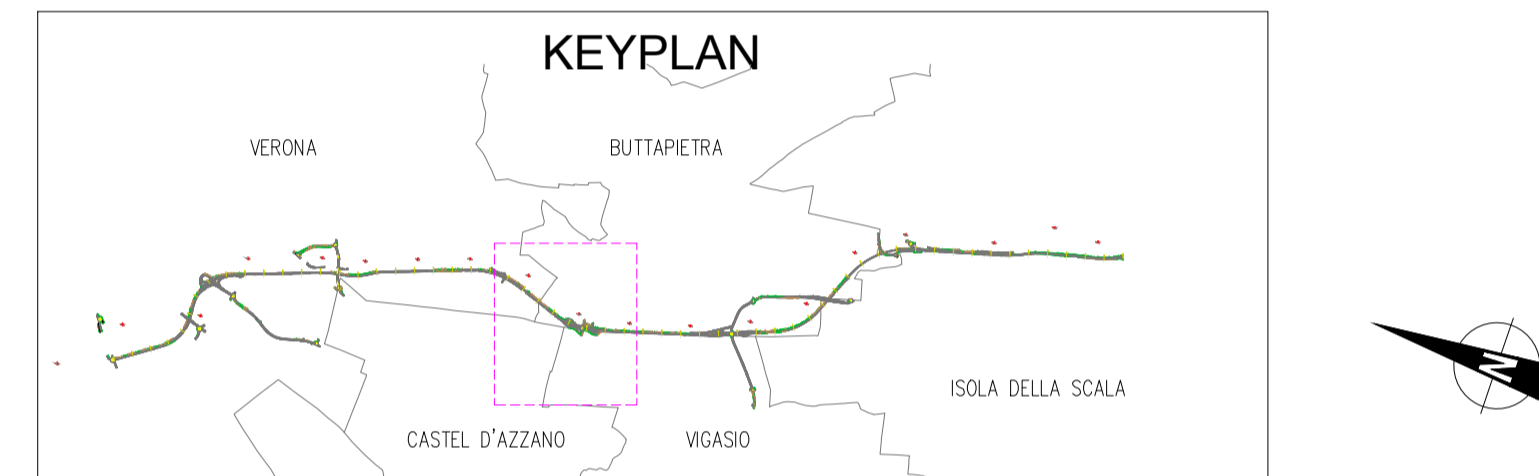 KEYPLAN
VERONA
BUTTAPIETRA
ISOLA DELLA SCALA
CASTEL D'AZZANO
VIGASIO
N